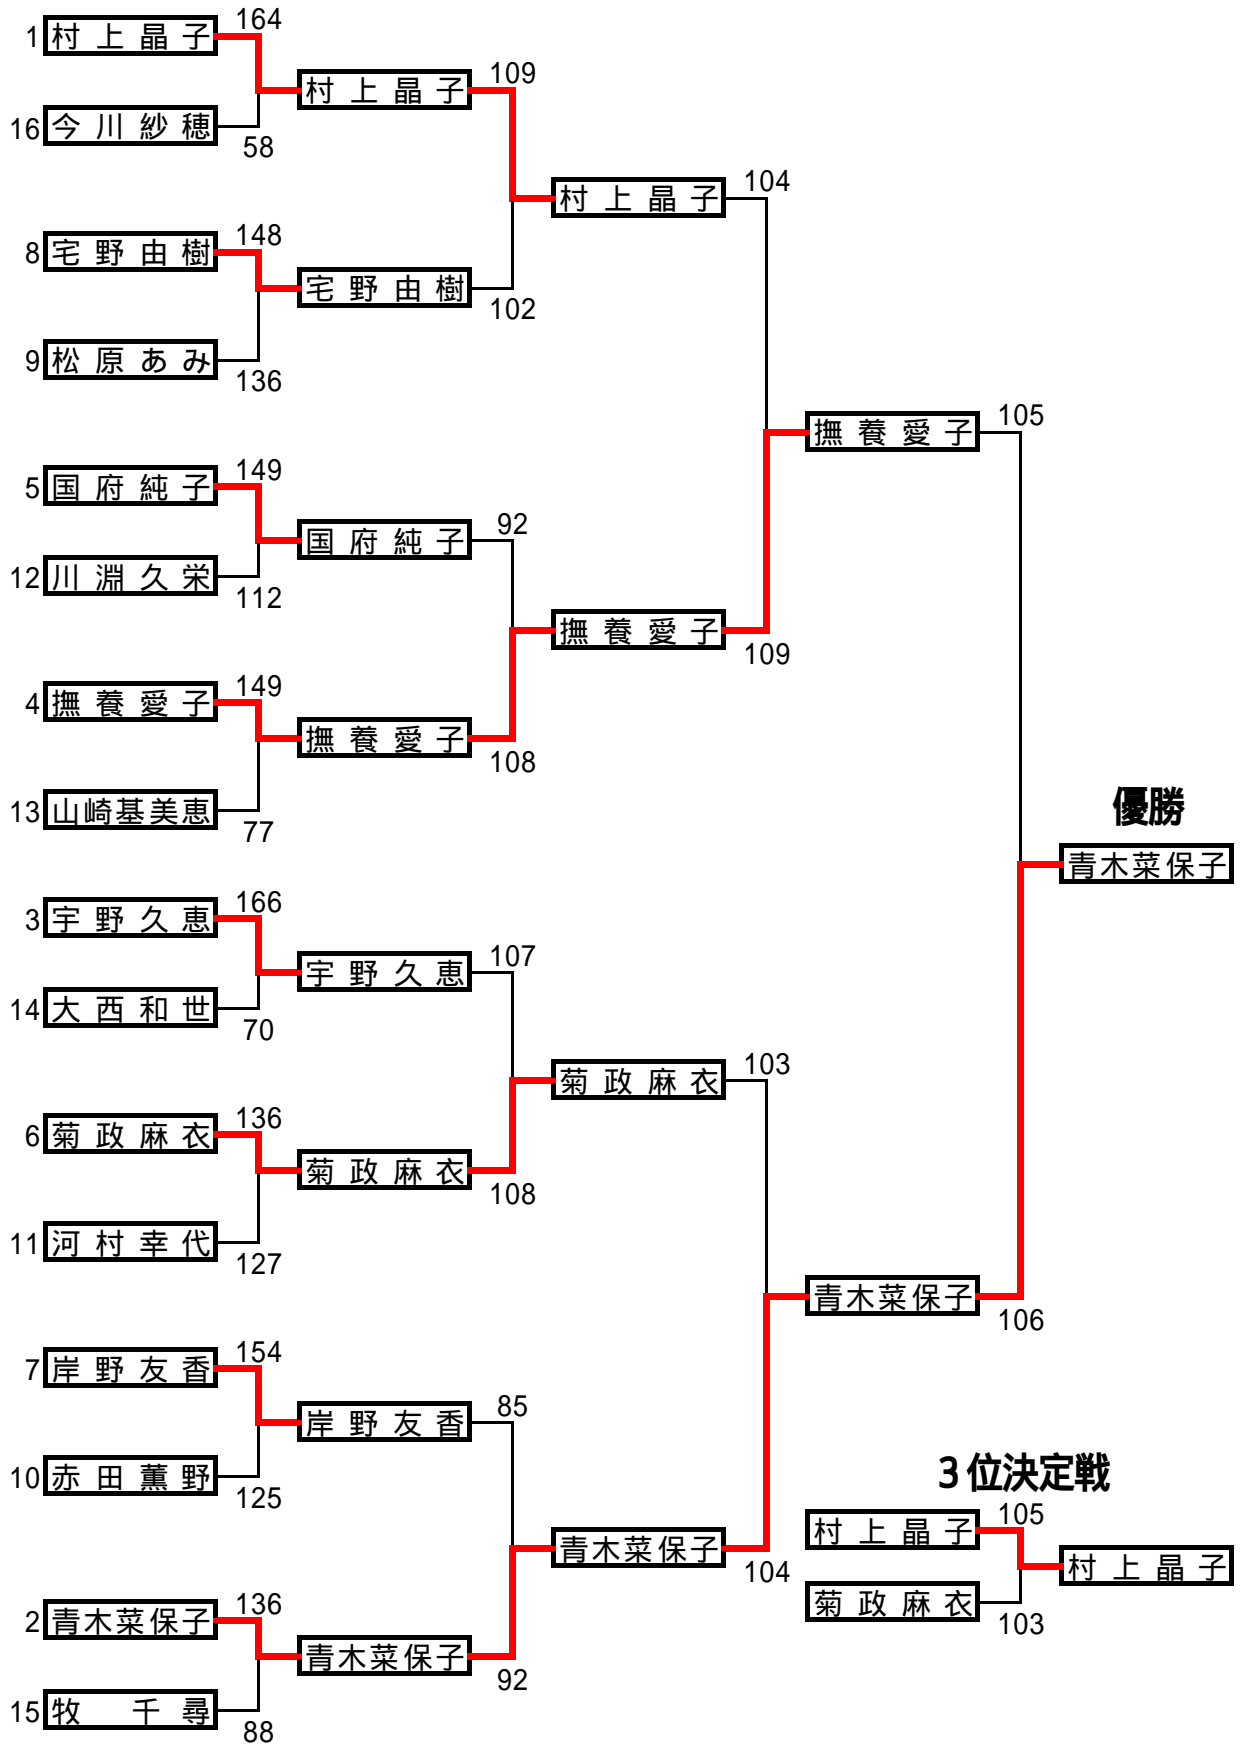 1 村上晶子 164
16 今川紗穂 58
村上晶子 109
8 宅野由樹 148
9 松原あみ 136
宅野由樹 102
村上晶子 104
5 国府純子 149
12 川淵久栄 112
国府純子 92
4 撫養愛子 149
13 山崎基美恵 77
撫養愛子 108
撫養愛子 109
撫養愛子 105
3 宇野久恵 166
14 大西和世 70
宇野久恵 107
6 菊政麻衣 136
11 河村幸代 127
菊政麻衣 108
菊政麻衣 103
7 岸野友香 154
10 赤田薫野 125
岸野友香 85
2 青木菜保子 136
15 牧千尋 88
青木菜保子 92
青木菜保子 104
青木菜保子 106
優勝
青木菜保子
3位決定戦
村上晶子 105
菊政麻衣 103
村上晶子